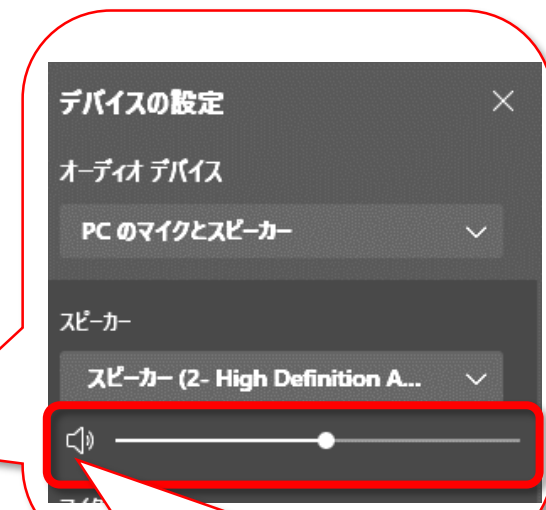 デバイスの設定
オーディオ デバイス
PC のマイクとスピーカー
スピーカー
スピーカー (2- High Definition A...